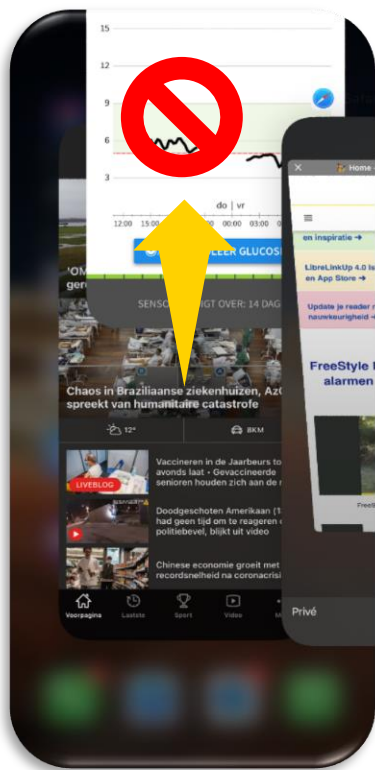 15
12
9
6
3
do | vr
12:00
15:00
00:00
03:00
LEER GLUCOS
SENSO
IGT OVER: 14 DAG
✕
Home -
en inspiratie →
LibreLinkUp 4.0
en App Store →
Update je reader
nauwkeurigheid →
FreeStyle
alarmen
FreeS
Privé
'OM
ger
Chaos in Braziliaanse ziekenhuizen, Az
spreekt van humanitaire catastrofe
12°
8KM
LIVEBLOG
Vaccineren in de Jaarbeurs to
avonds laat • Gevaccineerde
senioren houden zich aan de
Doodgeschoten Amerikaan (1
had geen tijd om te reageren
politiebevel, blijkt uit video
Chinese economie groeit met
recordsnelheid na coronacrisi
Voorpagina
Laatste
Sport
Video
M